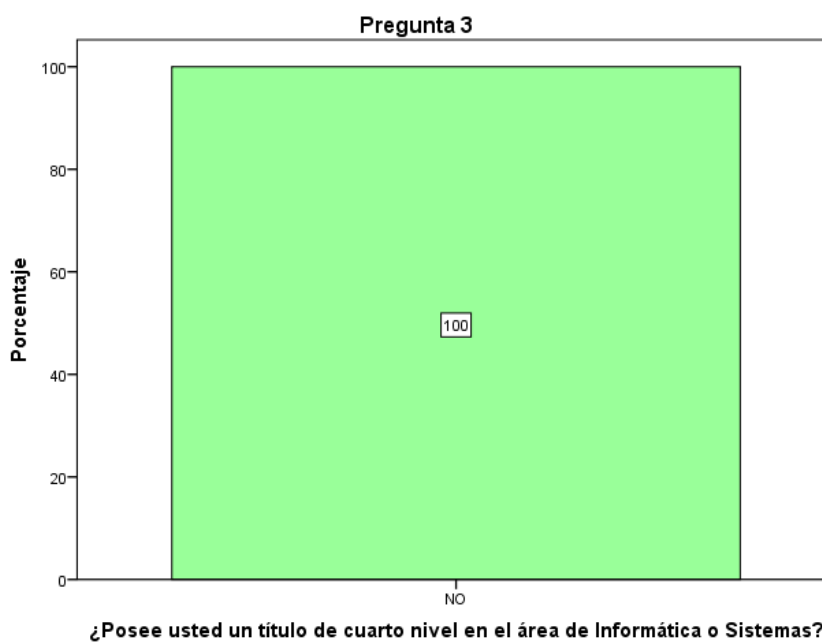 Pregunta 3
100
80
60
40
20
0
Porcentaje
100
NO
¿Posee usted un título de cuarto nivel en el área de Informática o Sistemas?